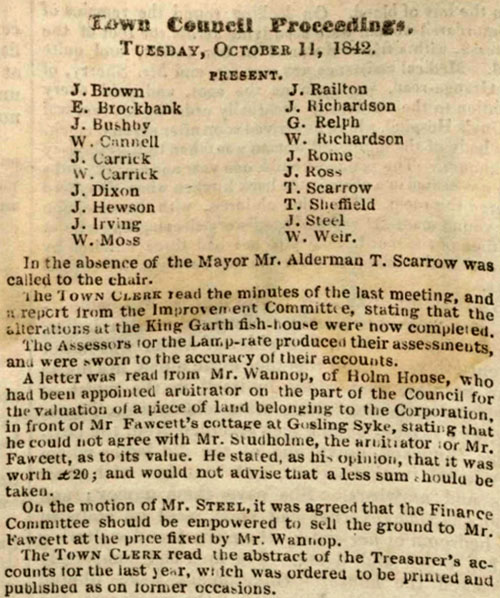 Town Council Proceedings.
TUESDAY, OCTOBER 11, 1842.
PRESENT.
J. Brown
E. Brockbank
J. Bushby
W. Cannell
J. Carrick
W. Carrick
J. Dixon
J. Hewson
J. Irving
W. Moss
J. Railton
J. Richardson
G. Relph
W. Richardson
J. Rome
J. Ross
T. Scarrow
T. Sheffield
J. Steel
W. Weir.
In the absence of the Mayor Mr. Alderman T. Scarrow was
called to the chair.
The TOWN CLERK read the minutes of the last meeting, and
a report from the Improvement Committee, stating that the
alterations at the King Garth fish-house were now completed.
The Assessors for the Lamp-rate produced their assessments,
and were sworn to the accuracy of their accounts.
A letter was read from Mr. Wannop, of Holm House, who
had been appointed arbitrator on the part of the Council for
the valuation of a piece of land belonging to the Corporation,
in front of Mr Fawcett's cottage at Gosling Syke, stating that
he could not agree with Mr. Studholme, the arbitrator for Mr.
Fawcett, as to its value. He stated, as his opinion, that it was
worth £20; and would not advise that a less sum should be
taken.
On the motion of Mr. STEEL, it was agreed that the Finance
Committee should be empowered to sell the ground to Mr.
Fawcett at the price fixed by Mr. Wannop.
The TOWN CLERK read the abstract of the Treasurer's ac-
counts for the last year, which was ordered to be printed and
published as on former occasions.